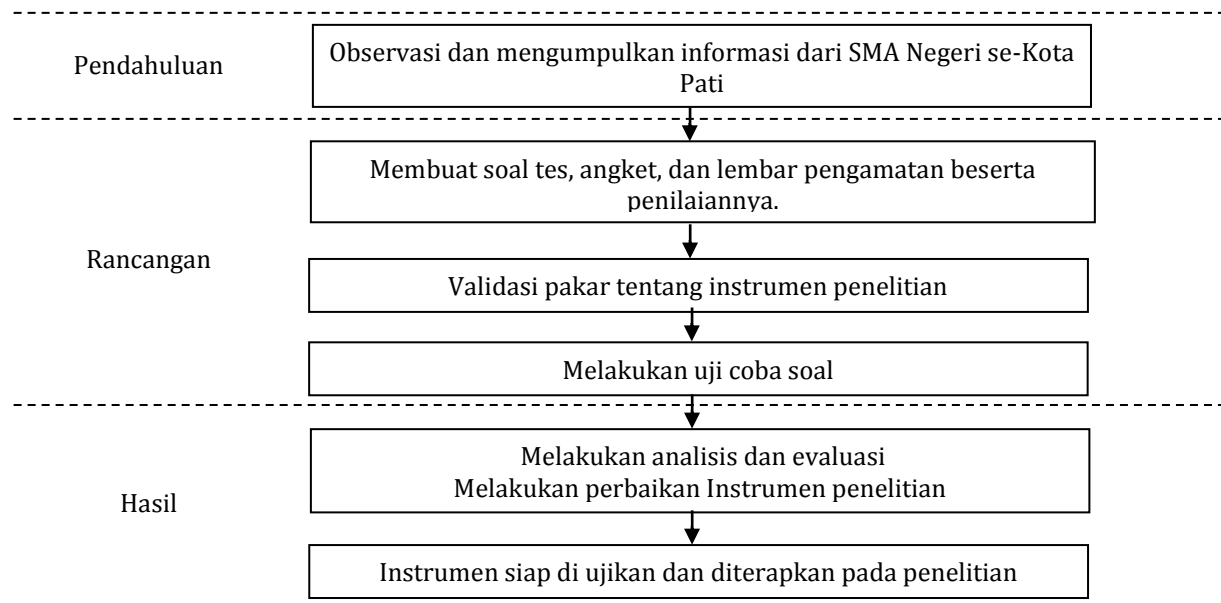 Pendahuluan
Observasi dan mengumpulkan informasi dari SMA Negeri se-Kota
Pati
Rancangan
Membuat soal tes, angket, dan lembar pengamatan beserta
penilaiannya.
Validasi pakar tentang instrumen penelitian
Melakukan uji coba soal
Hasil
Melakukan analisis dan evaluasi
Melakukan perbaikan Instrumen penelitian
Instrumen siap di ujikan dan diterapkan pada penelitian